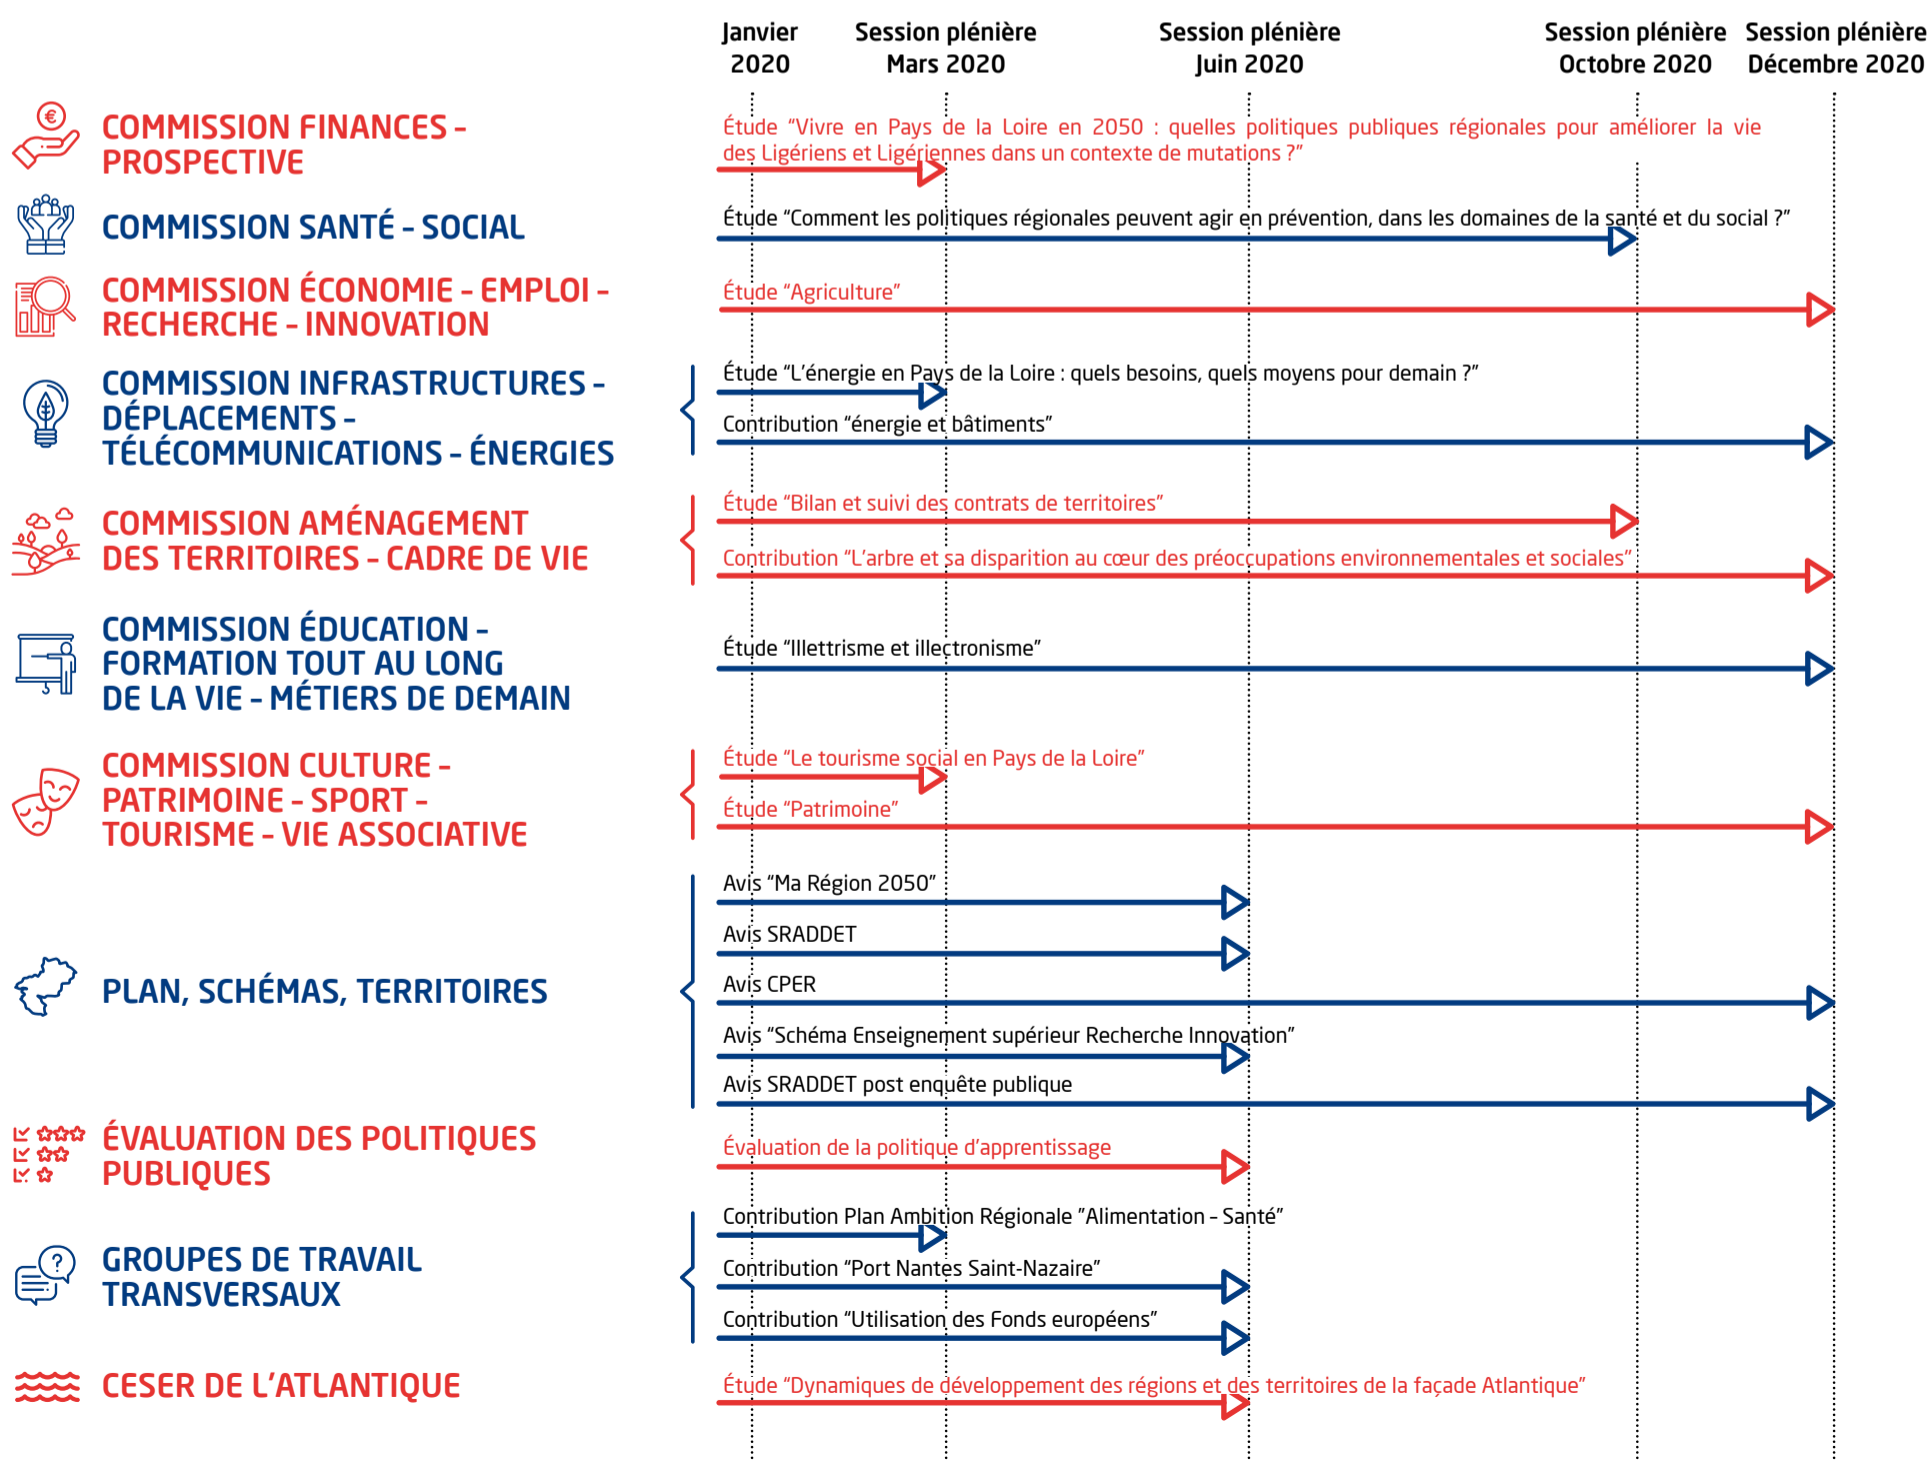 Janvier
2020
Session plénière
Mars 2020
Session plénière
Juin 2020
Session plénière
Octobre 2020
Session plénière
Décembre 2020
COMMISSION FINANCES –
PROSPECTIVE
Étude “Vivre en Pays de la Loire en 2050 : quelles politiques publiques régionales pour améliorer la vie
des Ligériens et Ligériennes dans un contexte de mutations ?”
COMMISSION SANTÉ – SOCIAL
Étude “Comment les politiques régionales peuvent agir en prévention, dans les domaines de la santé et du social ?”
COMMISSION ÉCONOMIE – EMPLOI –
RECHERCHE – INNOVATION
Étude “Agriculture”
COMMISSION INFRASTRUCTURES –
DÉPLACEMENTS –
TÉLÉCOMMUNICATIONS – ÉNERGIES
Étude “L’énergie en Pays de la Loire : quels besoins, quels moyens pour demain ?”
Contribution “énergie et bâtiments”
COMMISSION AMÉNAGEMENT
DES TERRITOIRES – CADRE DE VIE
Étude “Bilan et suivi des contrats de territoires”
Contribution “L’arbre et sa disparition au cœur des préoccupations environnementales et sociales”
COMMISSION ÉDUCATION –
FORMATION TOUT AU LONG
DE LA VIE – MÉTIERS DE DEMAIN
Étude “Illettrisme et illectronisme”
COMMISSION CULTURE –
PATRIMOINE – SPORT –
TOURISME – VIE ASSOCIATIVE
Étude “Le tourisme social en Pays de la Loire”
Étude “Patrimoine”
PLAN, SCHÉMAS, TERRITOIRES
Avis “Ma Région 2050”
Avis SRADDET
Avis CPER
Avis “Schéma Enseignement supérieur Recherche Innovation”
Avis SRADDET post enquête publique
ÉVALUATION DES POLITIQUES
PUBLIQUES
Évaluation de la politique d’apprentissage
GROUPES DE TRAVAIL
TRANSVERSAUX
Contribution Plan Ambition Régionale ”Alimentation – Santé”
Contribution “Port Nantes Saint-Nazaire”
Contribution “Utilisation des Fonds européens”
CESER DE L’ATLANTIQUE
Étude “Dynamiques de développement des régions et des territoires de la façade Atlantique”